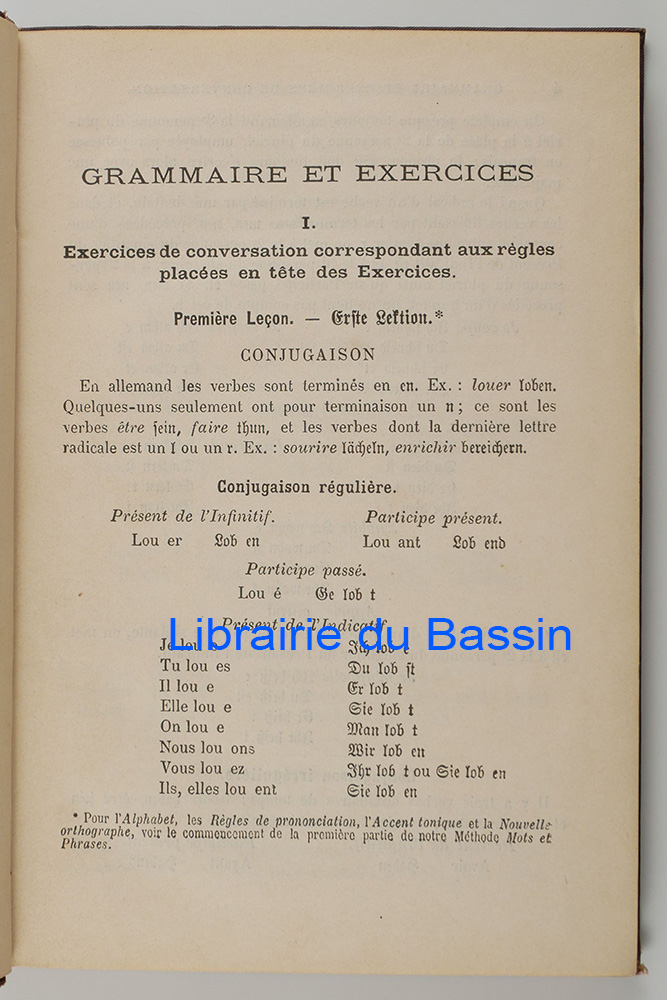 GRAMMAIRE ET EXERCICES
I.
Exercices de conversation correspondant aux règles
placées en tête des Exercices.
Première Leçon. — Erste Lektion.*
CONJUGAISON
En allemand les verbes sont terminés en en. Ex. : louer loben.
Quelques-uns seulement ont pour terminaison un n ; ce sont les
verbes être sein, faire thun, et les verbes dont la dernière lettre
radicale est un l ou un r. Ex. : sourire lächeln, enrichir bereichern.
Conjugaison régulière.
Présent de l'Infinitif. Participe présent.
Lou er Lob en Lou ant Lob end
Participe passé.
Lou é Ge lob t
Présent de l'Indicatif.
Librairie du Bassin
Je lou e Ich lob e
Tu lou es Du lob st
Il lou e Er lob t
Elle lou e Sie lob t
On lou e Man lob t
Nous lou ons Wir lob en
Vous lou ez Ihr lob t ou Sie lob en
Ils, elles lou ent Sie lob en
* Pour l'Alphabet, les Règles de prononciation, l'Accent tonique et la Nouvelle
orthographe, voir le commencement de la première partie de notre Méthode Mots et
Phrases.